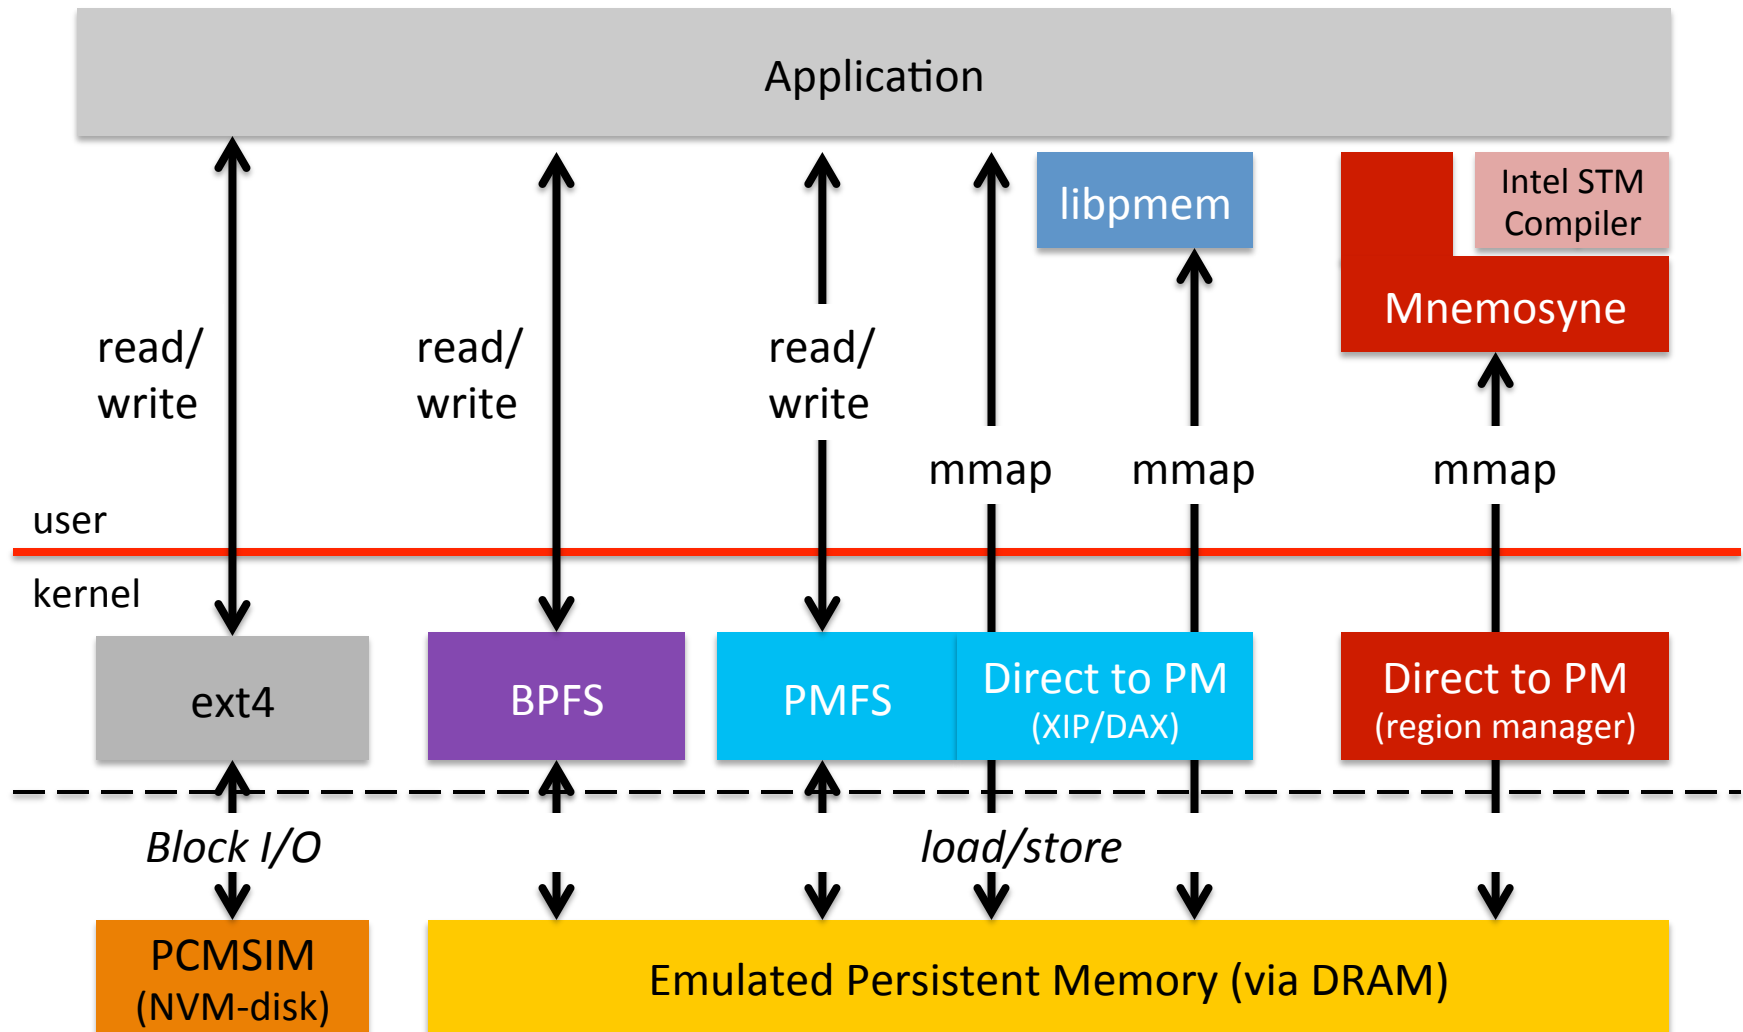 Application
libpmem
Intel STM
Compiler
Mnemosyne
read/
write
read/
write
read/
write
mmap
mmap
mmap
user
kernel
ext4
BPFS
PMFS
Direct to PM
(XIP/DAX)
Direct to PM
(region manager)
Block I/O
load/store
PCMSIM
(NVM-disk)
Emulated Persistent Memory (via DRAM)